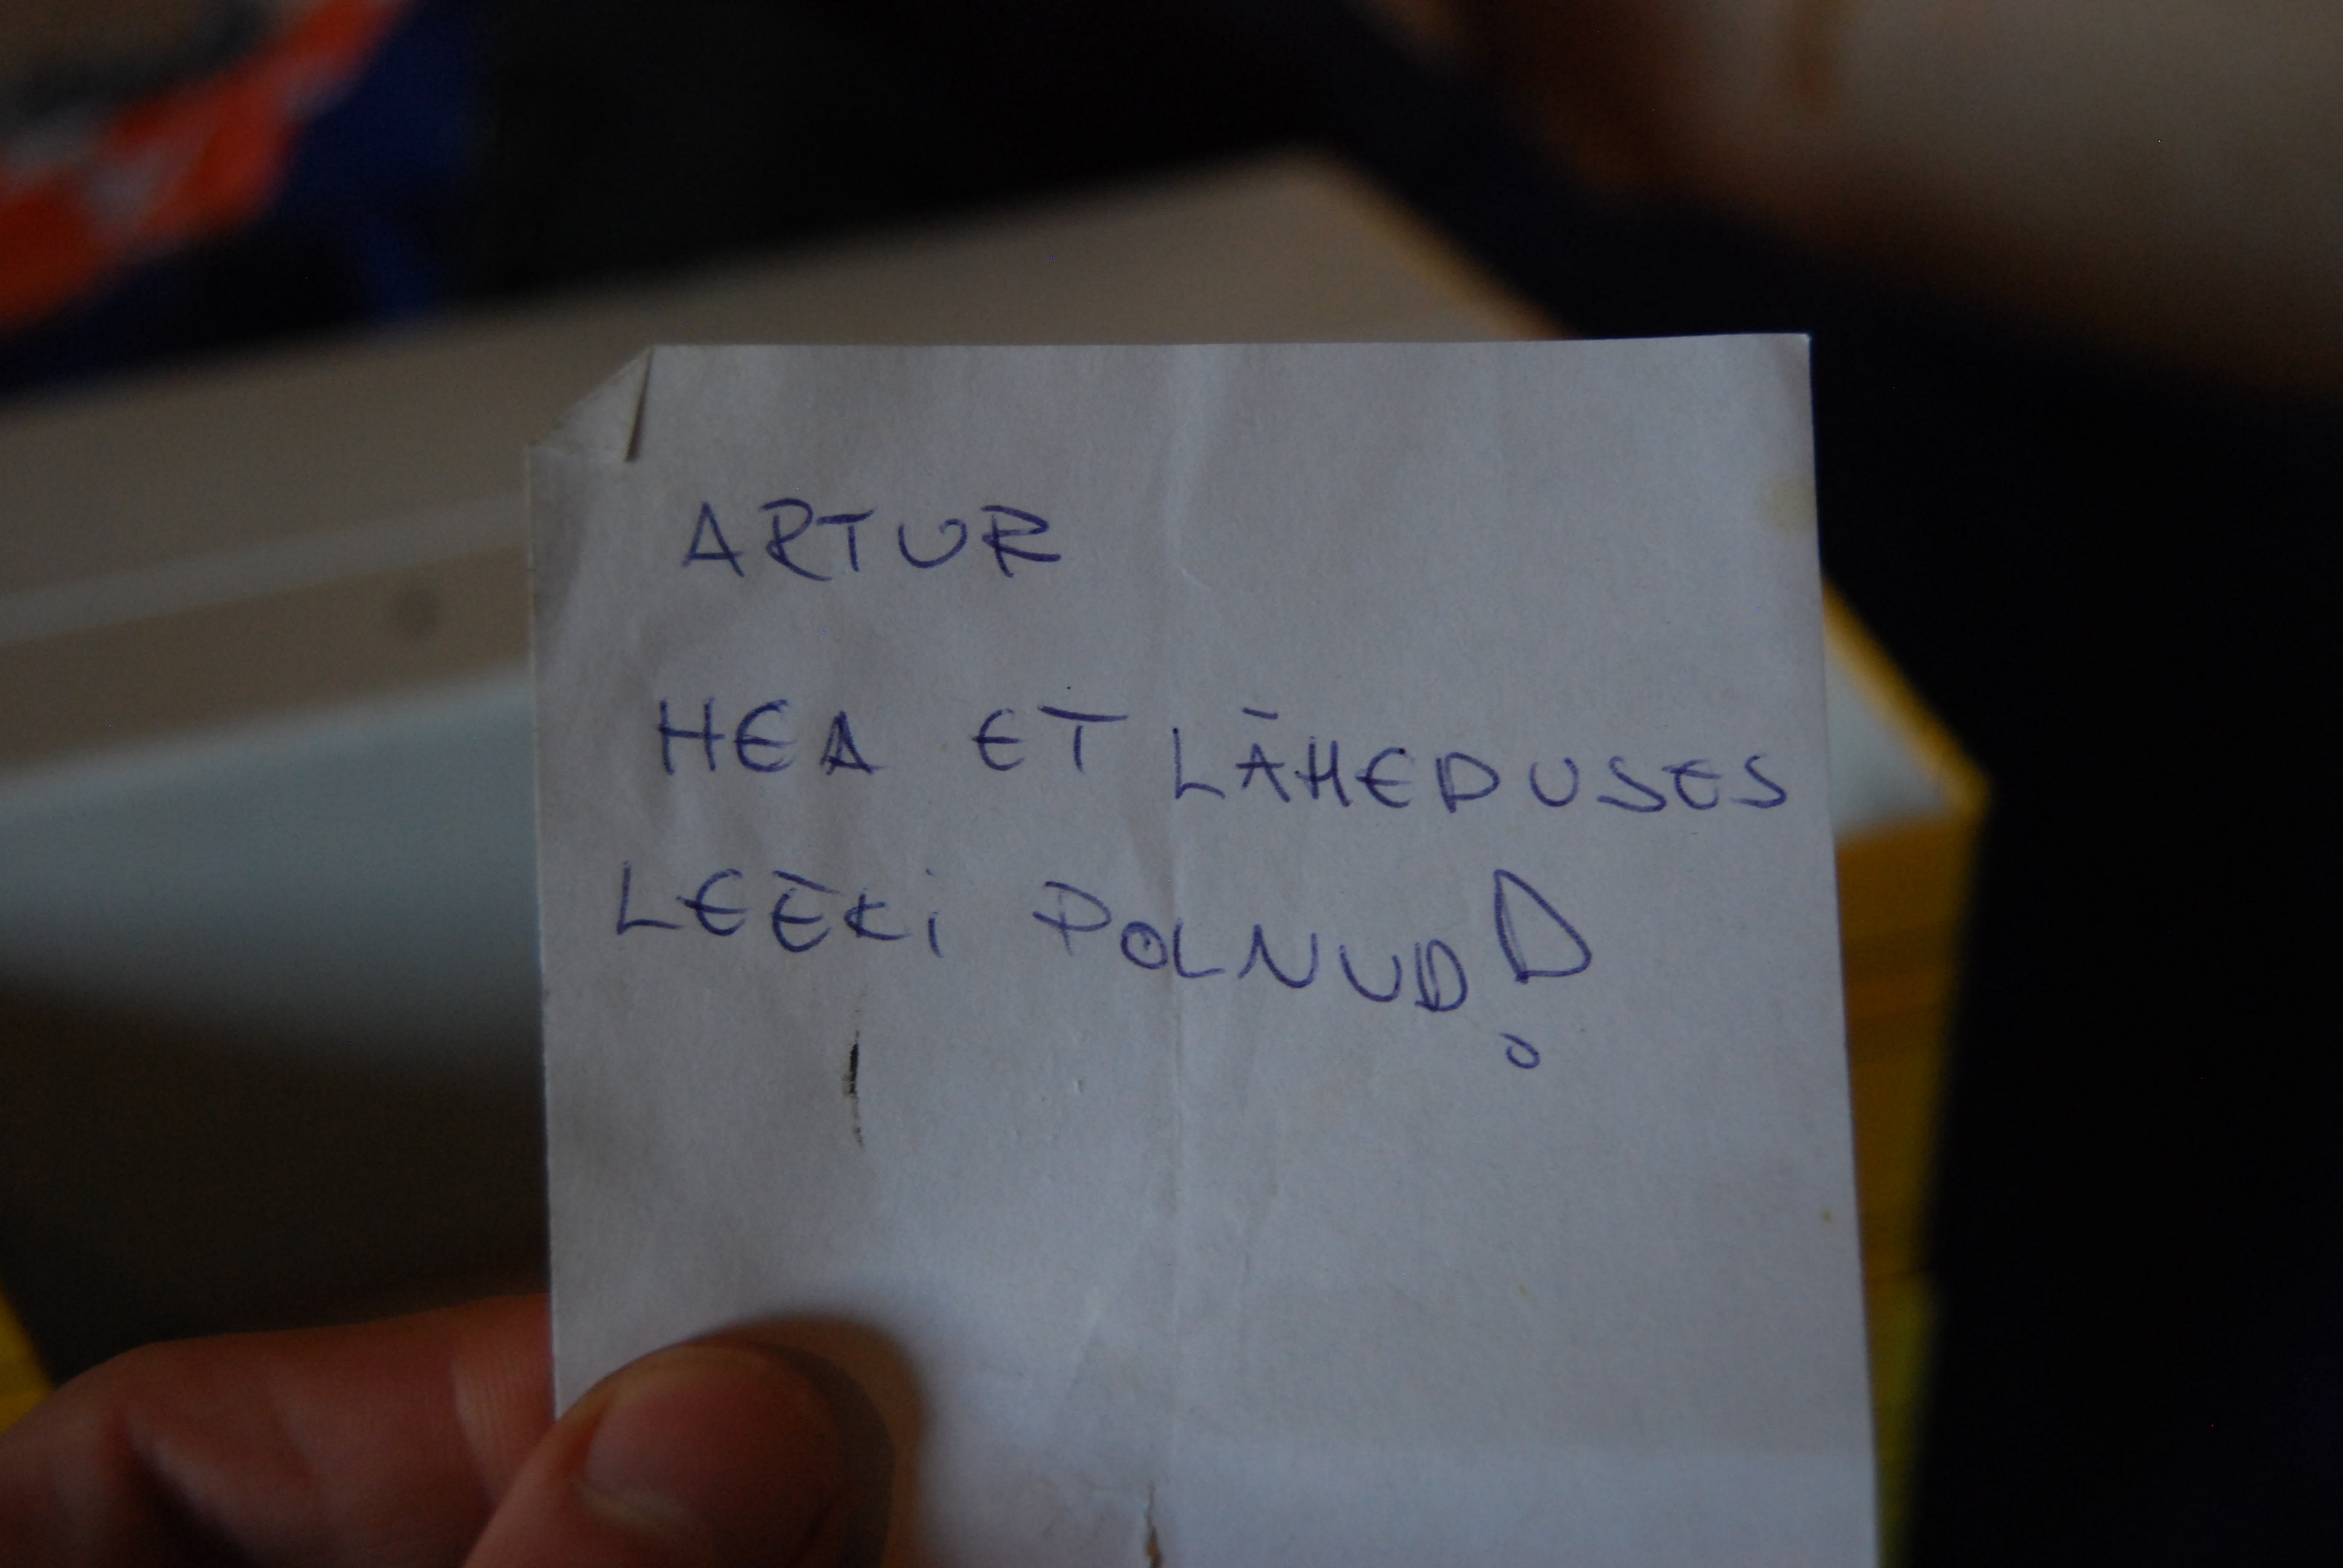 ARTUR
HEA ET LÄHEDUSES
LEEKI POLNUD!